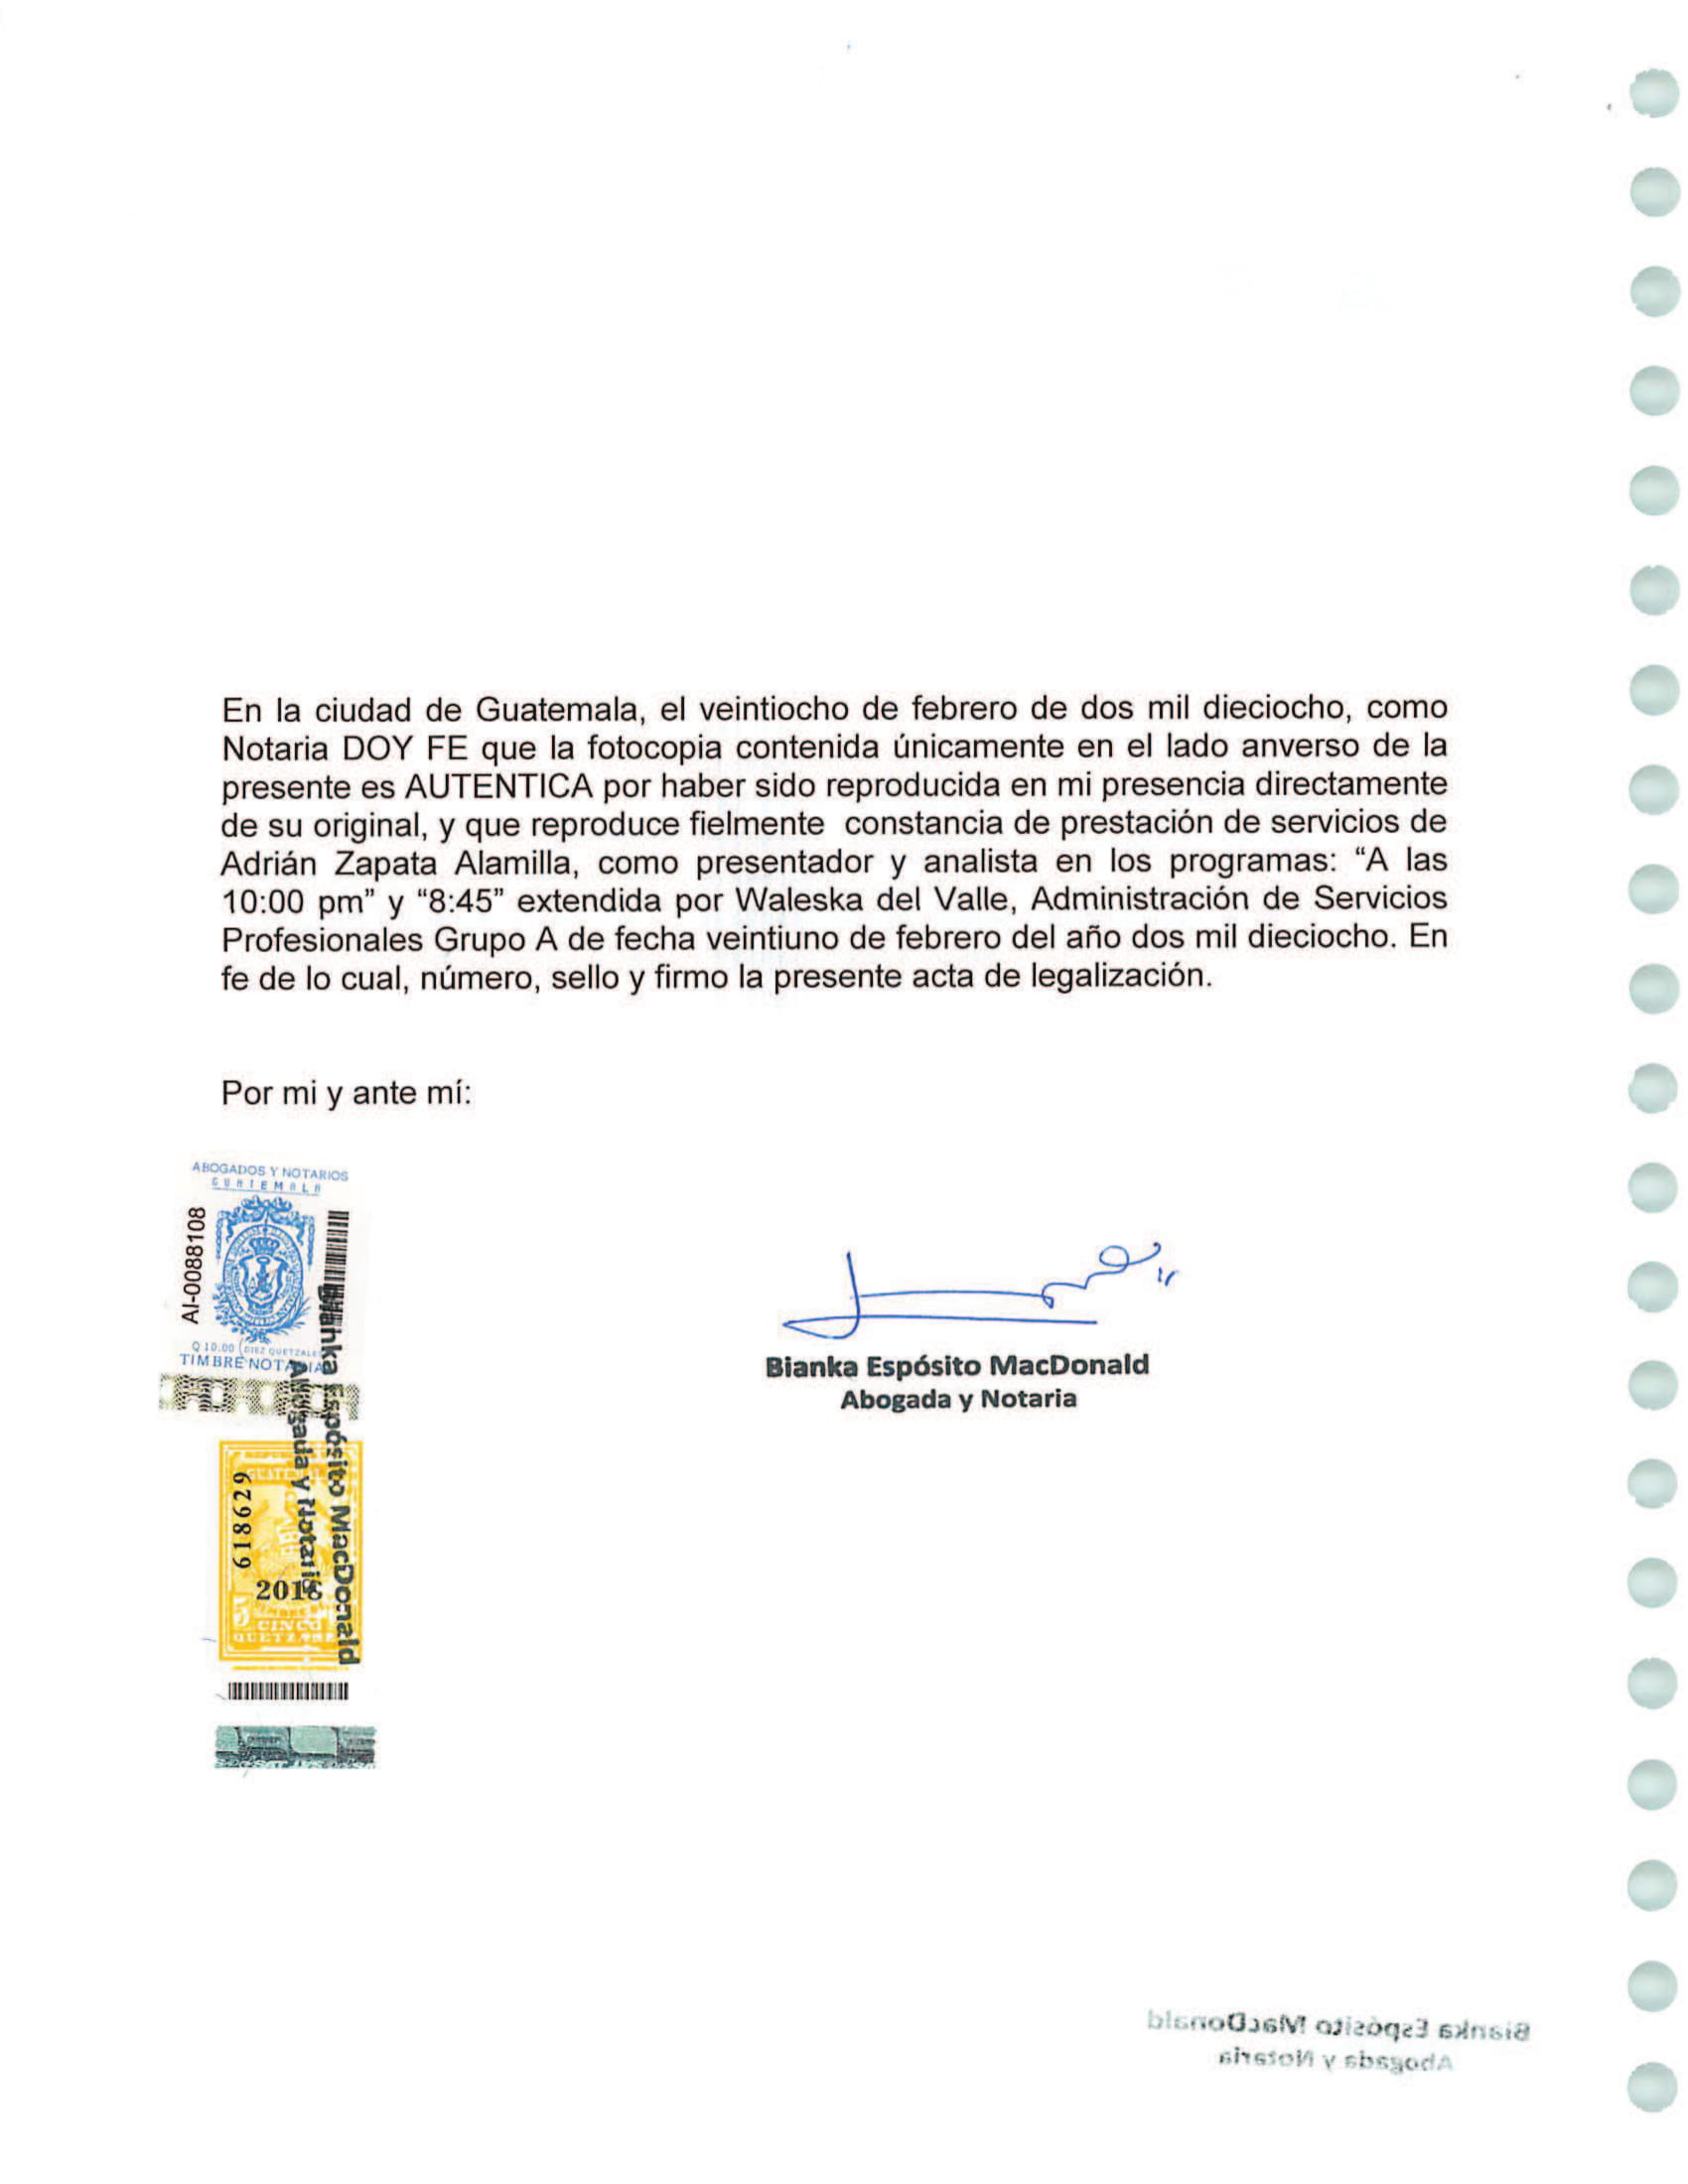 En la ciudad de Guatemala, el veintiocho de febrero de dos mil dieciocho, como
Notaria DOY FE que la fotocopia contenida únicamente en el lado anverso de la
presente es AUTENTICA por haber sido reproducida en mi presencia directamente
de su original, y que reproduce fielmente constancia de prestación de servicios de
Adrián Zapata Alamilla, como presentador y analista en los programas: “A las
10:00 pm” y “8:45” extendida por Waleska del Valle, Administración de Servicios
Profesionales Grupo A de fecha veintiuno de febrero del año dos mil dieciocho. En
fe de lo cual, número, sello y firmo la presente acta de legalización.
Por mi y ante mí:
ABOGADOS Y NOTARIOS
GUATEMALA
AI-0088108
Q 10.00 (DIEZ QUETZALES
TIMBRE NOTARIAL
Bianka Espósito MacDonald
Abogada y Notaria
618629
2018
5
CINCO
Bianka Espósito MacDonald
Abogada y Notaria
Bianka Espósito MacDonald
Abogada y Notaria